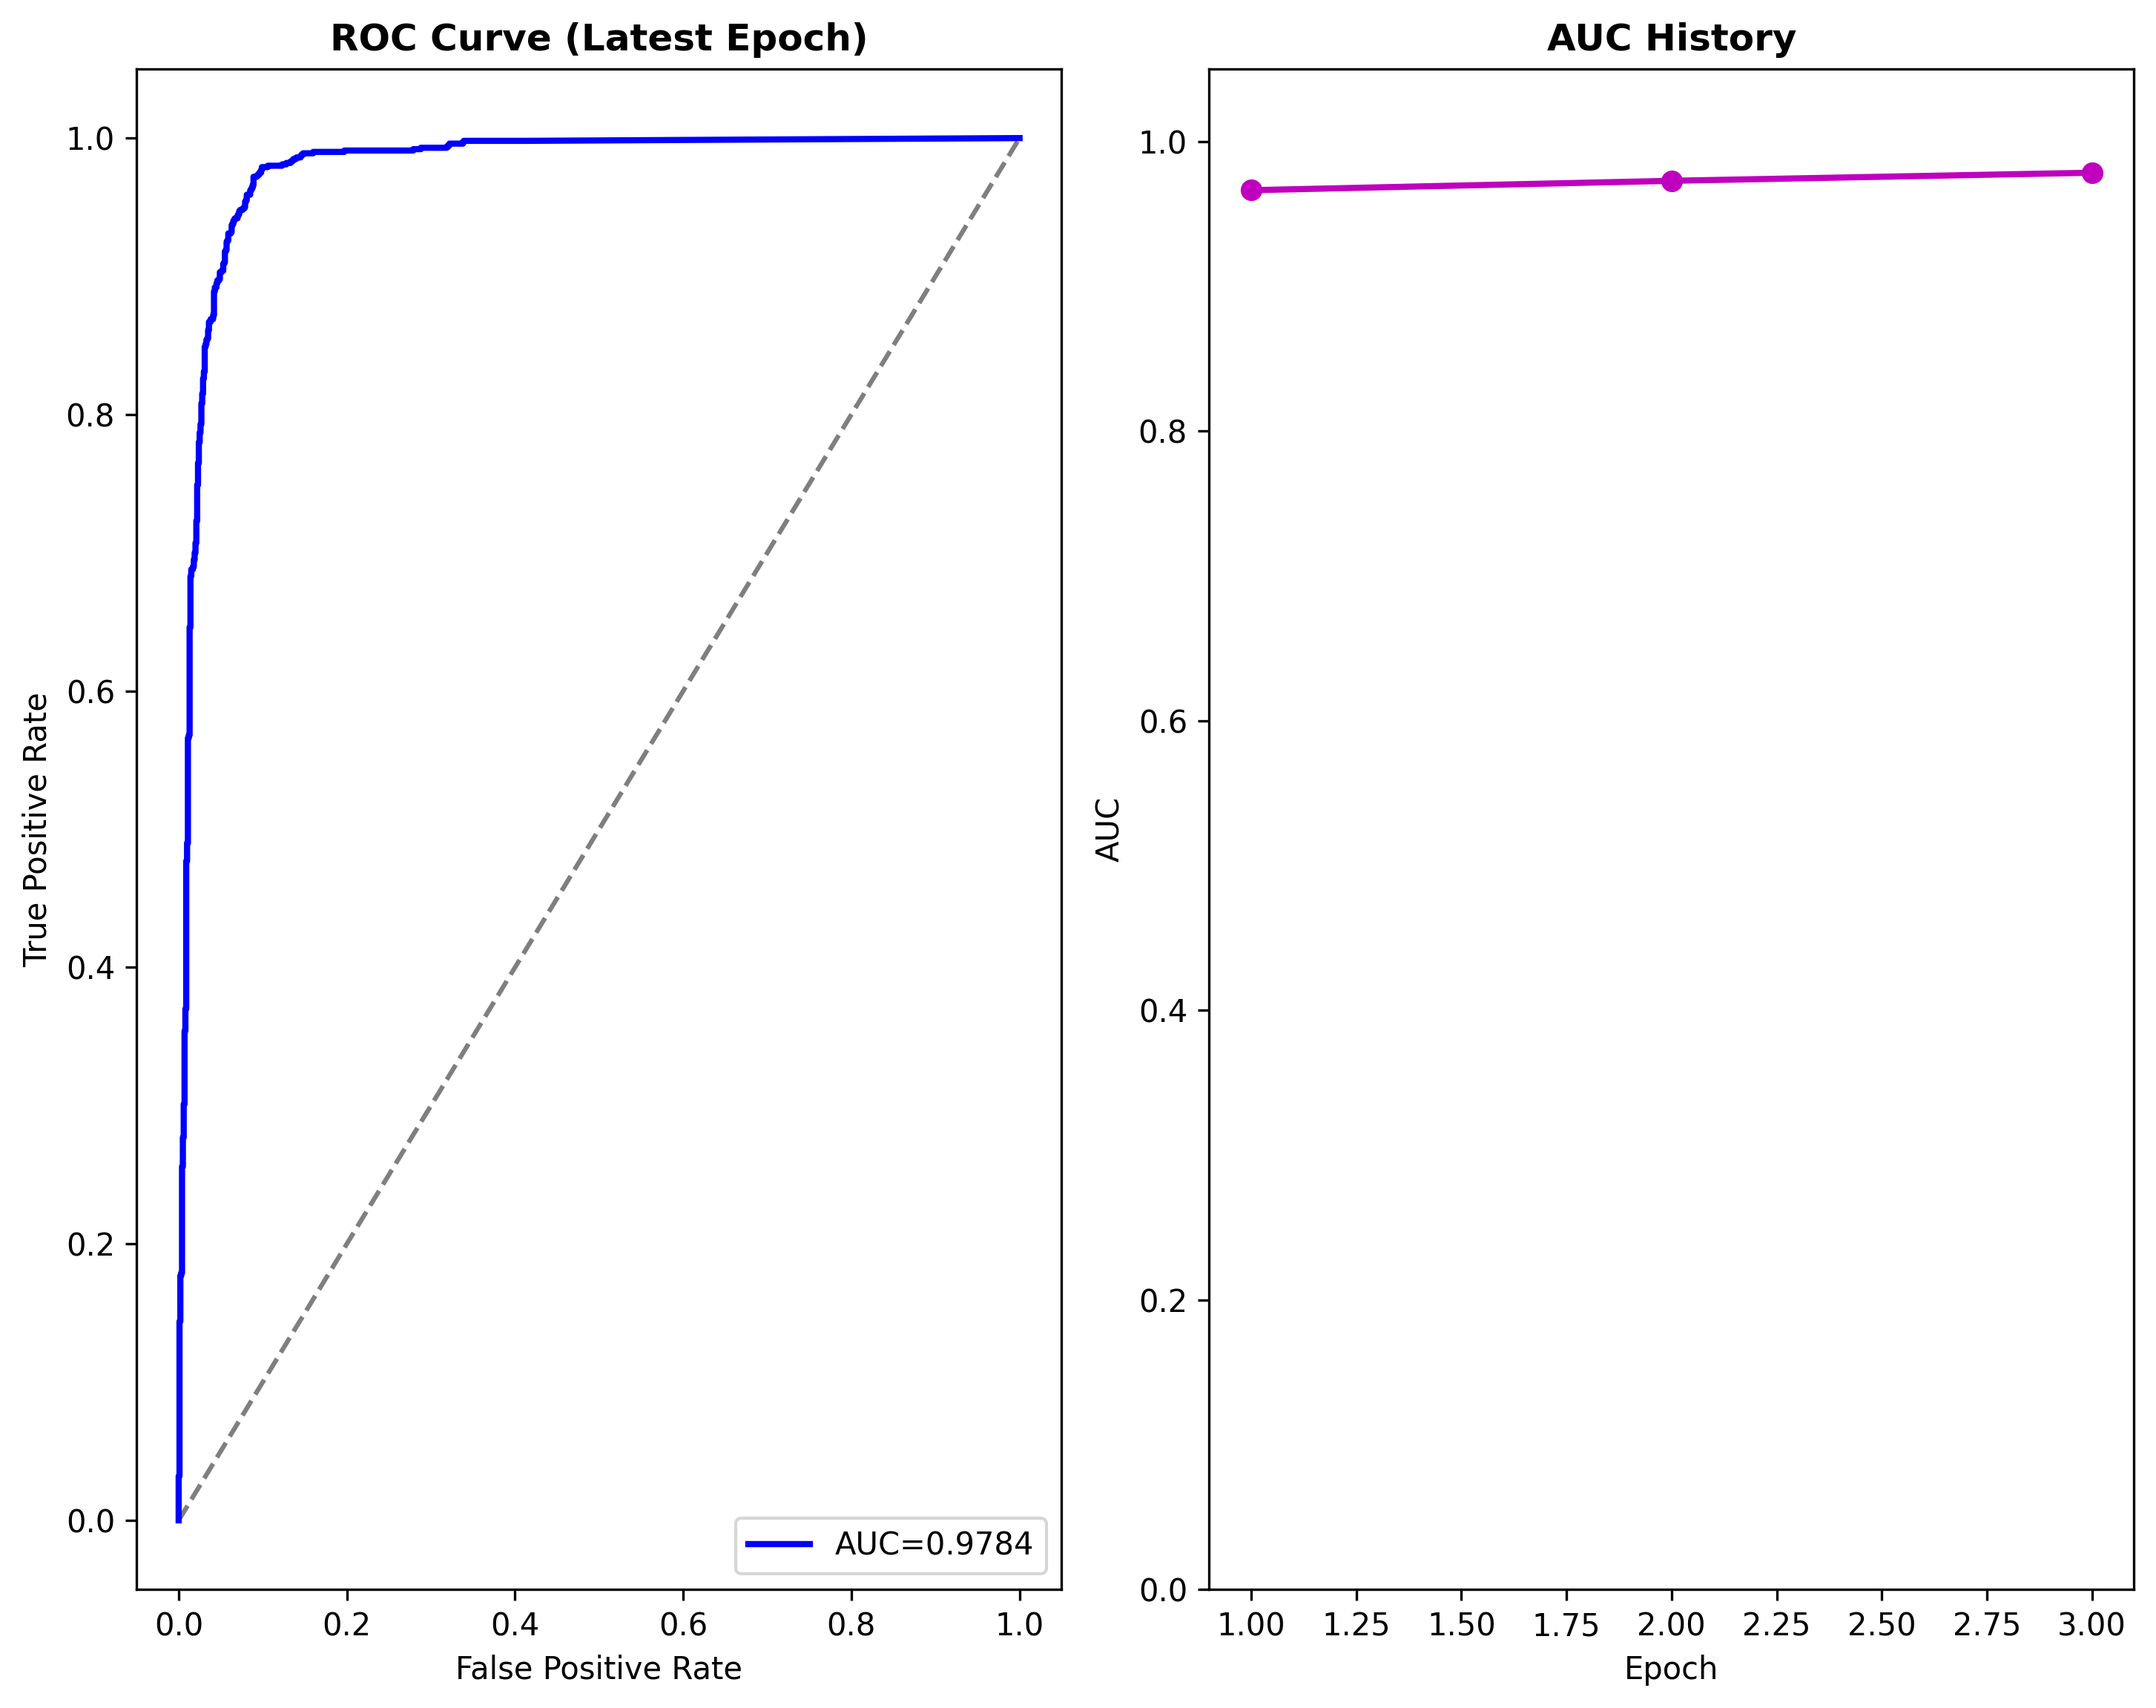 ROC Curve (Latest Epoch)
True Positive Rate
1.0
0.8
0.6
0.4
0.2
0.0
AUC=0.9784
0.0 0.2 0.4 0.6 0.8 1.0
False Positive Rate
AUC History
AUC
1.0
0.8
0.6
0.4
0.2
0.0
1.00 1.25 1.50 1.75 2.00 2.25 2.50 2.75 3.00
Epoch